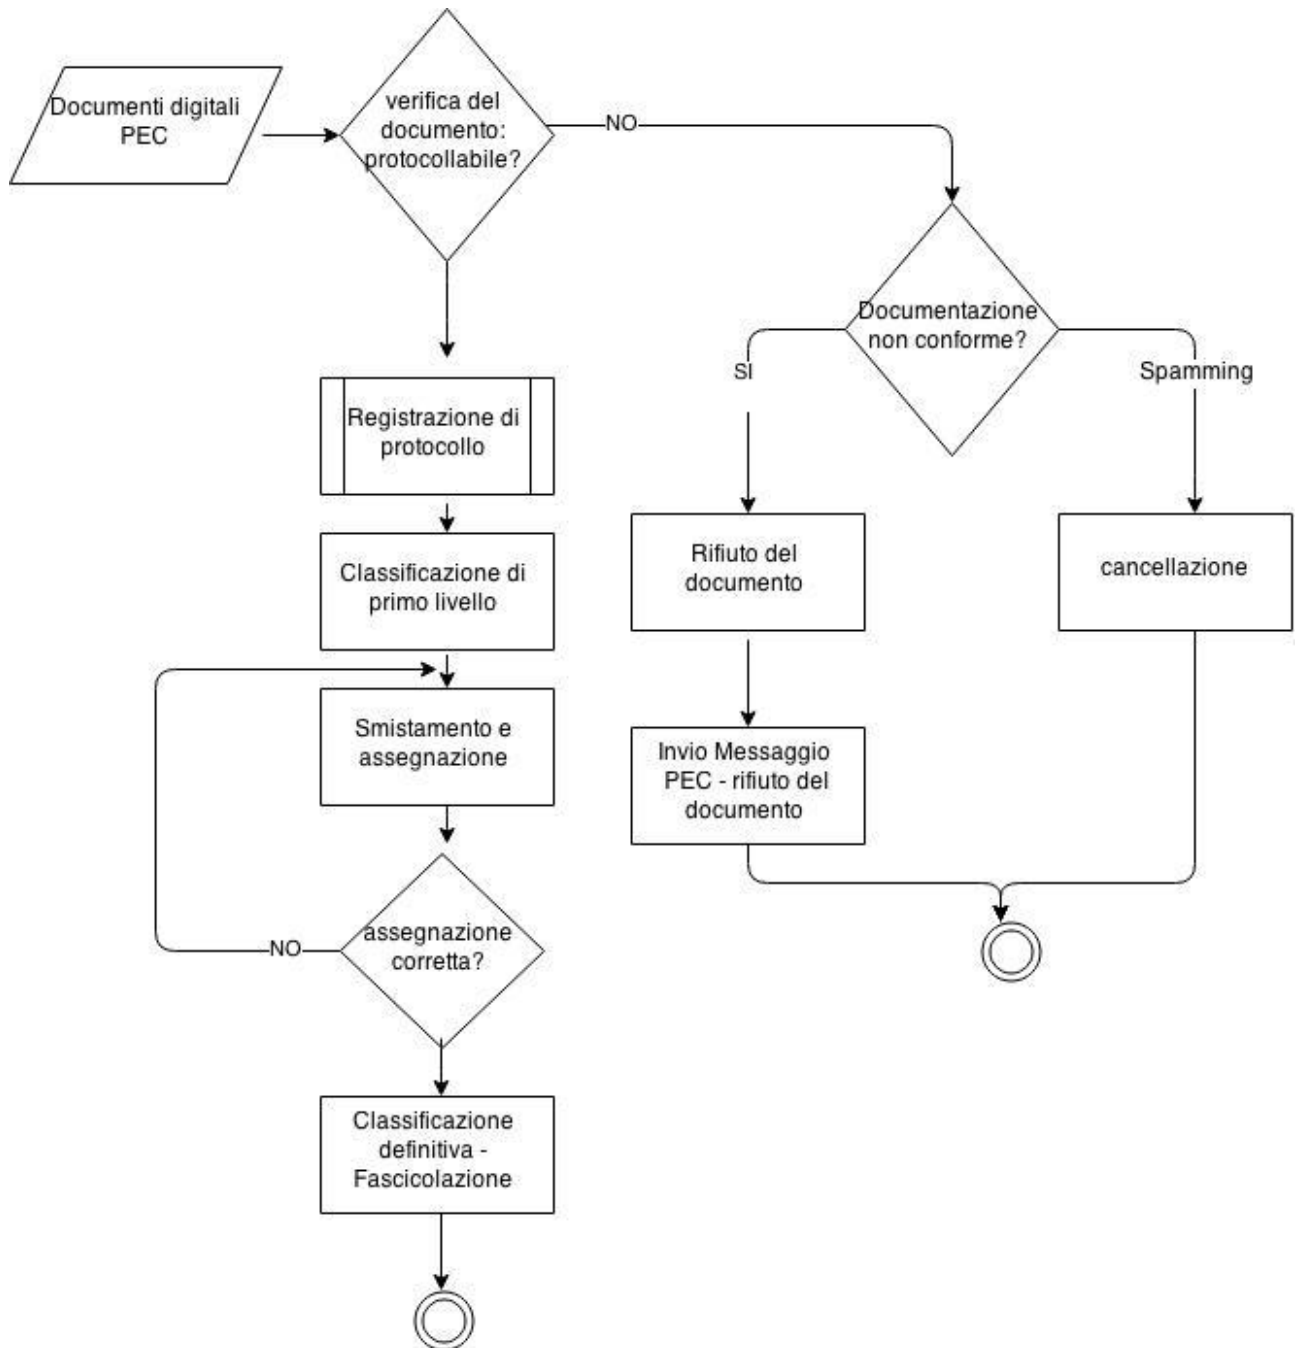 Documenti digitali
PEC
verifica del
documento:
protocollabile?
NO
Documentazione
non conforme?
SI
Spamming
Registrazione di
protocollo
Classificazione di
primo livello
Rifiuto del
documento
cancellazione
Smistamento e
assegnazione
Invio Messaggio
PEC - rifiuto del
documento
assegnazione
corretta?
NO
Classificazione
definitiva -
Fascicolazione